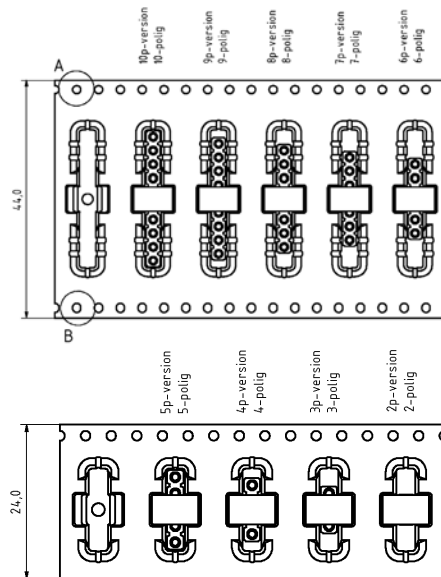 10p-version
10-polig
9p-version
9-polig
8p-version
8-polig
7p-version
7-polig
6p-version
6-polig
A
44,0
B
5p-version
5-polig
4p-version
4-polig
3p-version
3-polig
2p-version
2-polig
24,0